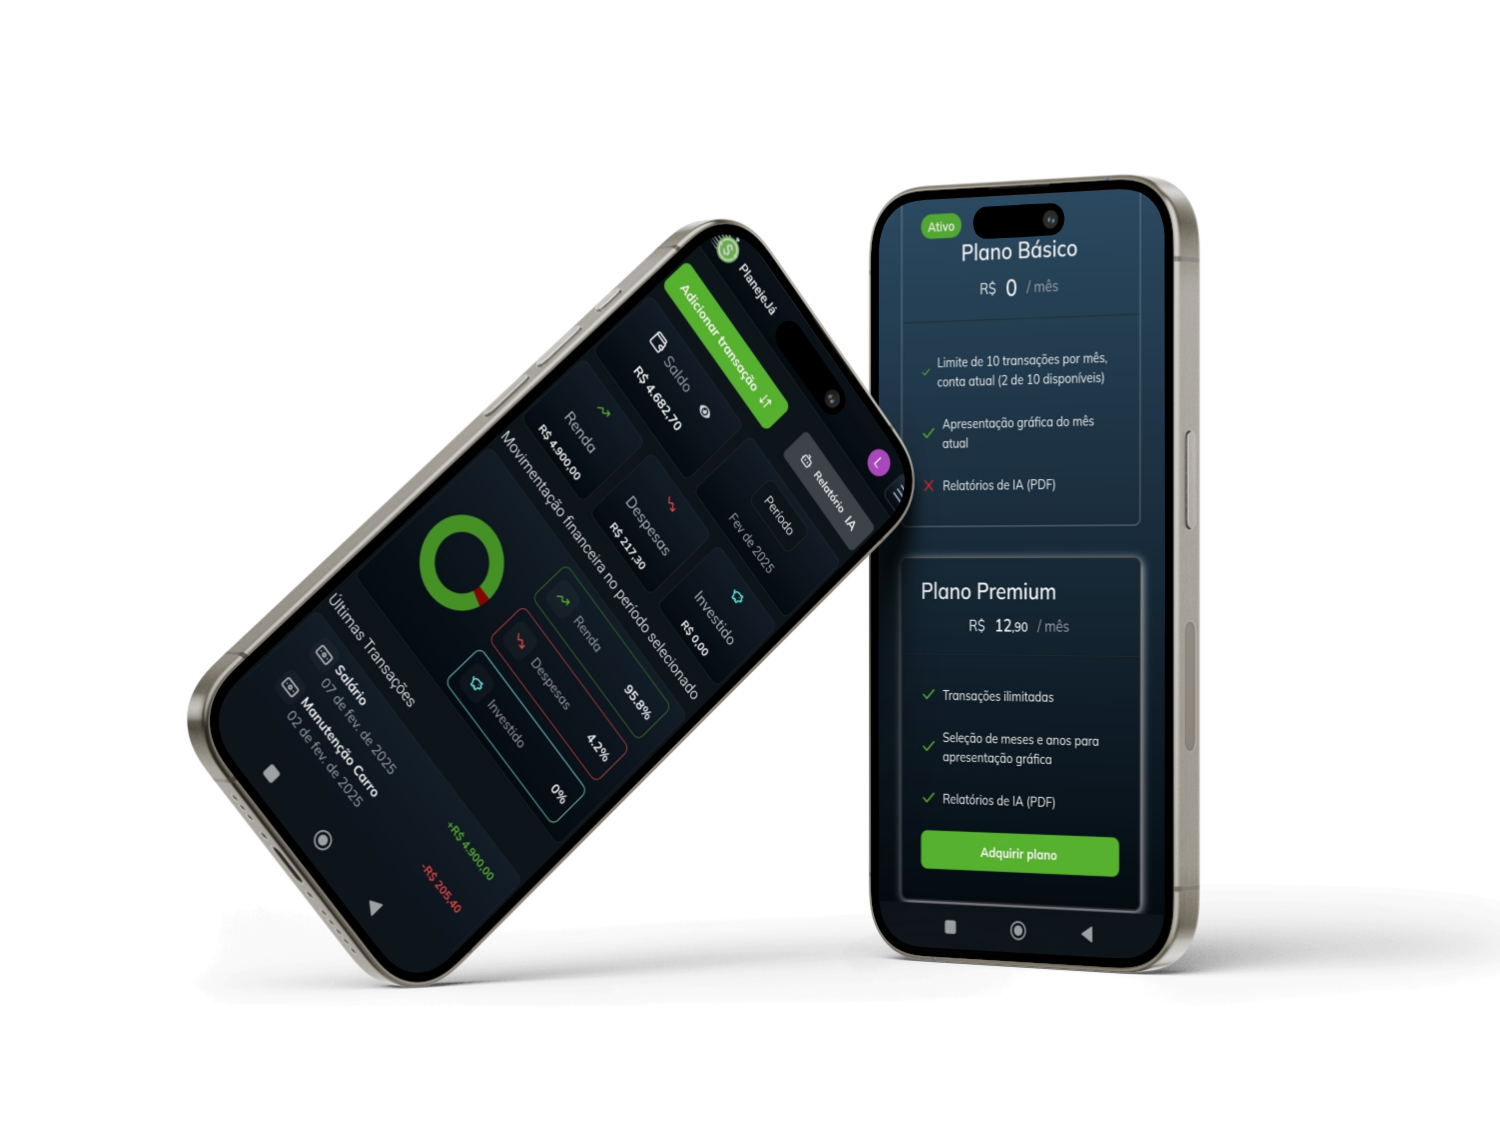 PlanejeJá
L
Adicionar transação
Relatório IA
Saldo
R$ 4.682,70
Período
Fev de 2025
Renda
R$ 4.900,00
Despesas
R$ 217,30
Investido
R$ 0,00
Movimentação financeira no período selecionado
Renda
95.8%
Despesas
4.2%
Investido
0%
Últimas Transações
Salário
07 de fev. de 2025
+R$ 4.900,00
Manutenção Carro
02 de fev. de 2025
-R$ 205,40
Ativo
Plano Básico
R$ 0 / mês
Limite de 10 transações por mês,
conta atual (2 de 10 disponíveis)
Apresentação gráfica do mês
atual
Relatórios de IA (PDF)
Plano Premium
R$ 12,90 / mês
Transações ilimitadas
Seleção de meses e anos para
apresentação gráfica
Relatórios de IA (PDF)
Adquirir plano